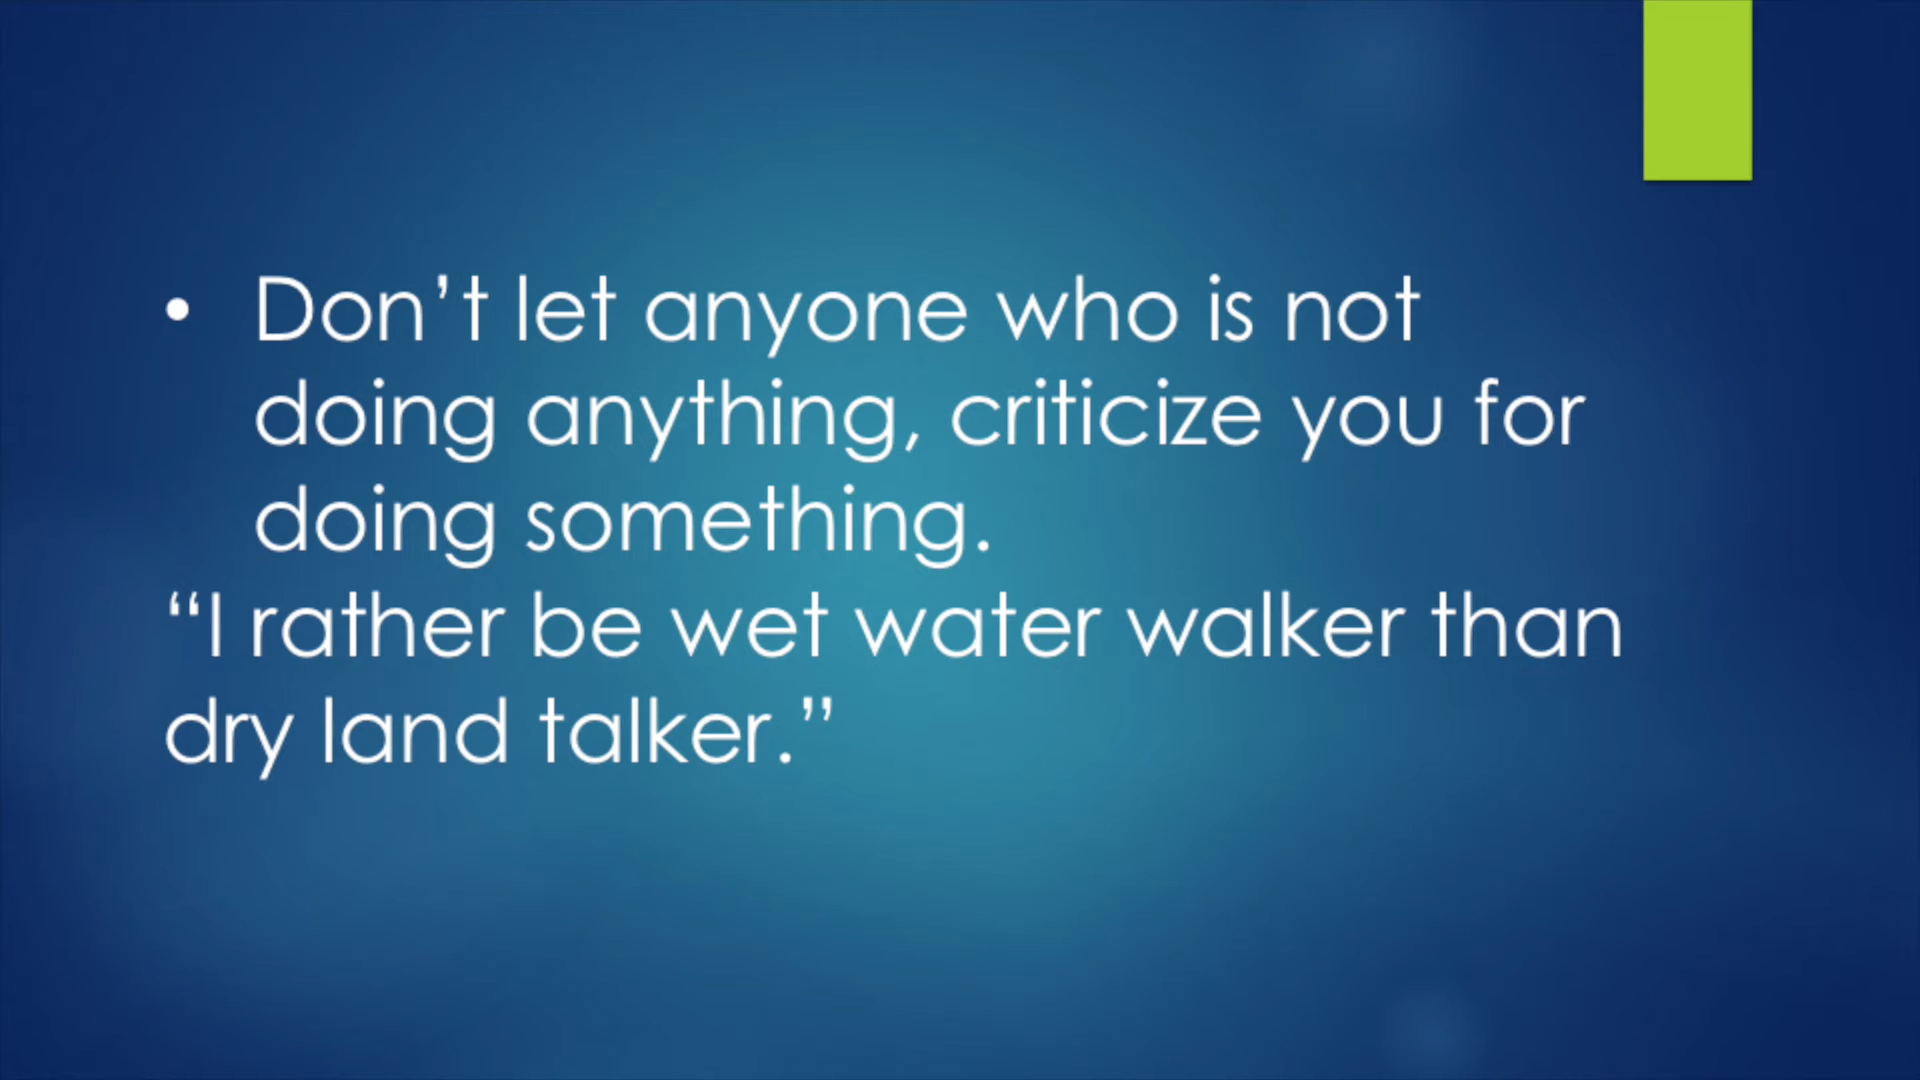 • Don’t let anyone who is not
doing anything, criticize you for
doing something.
“I rather be wet water walker than
dry land talker.”